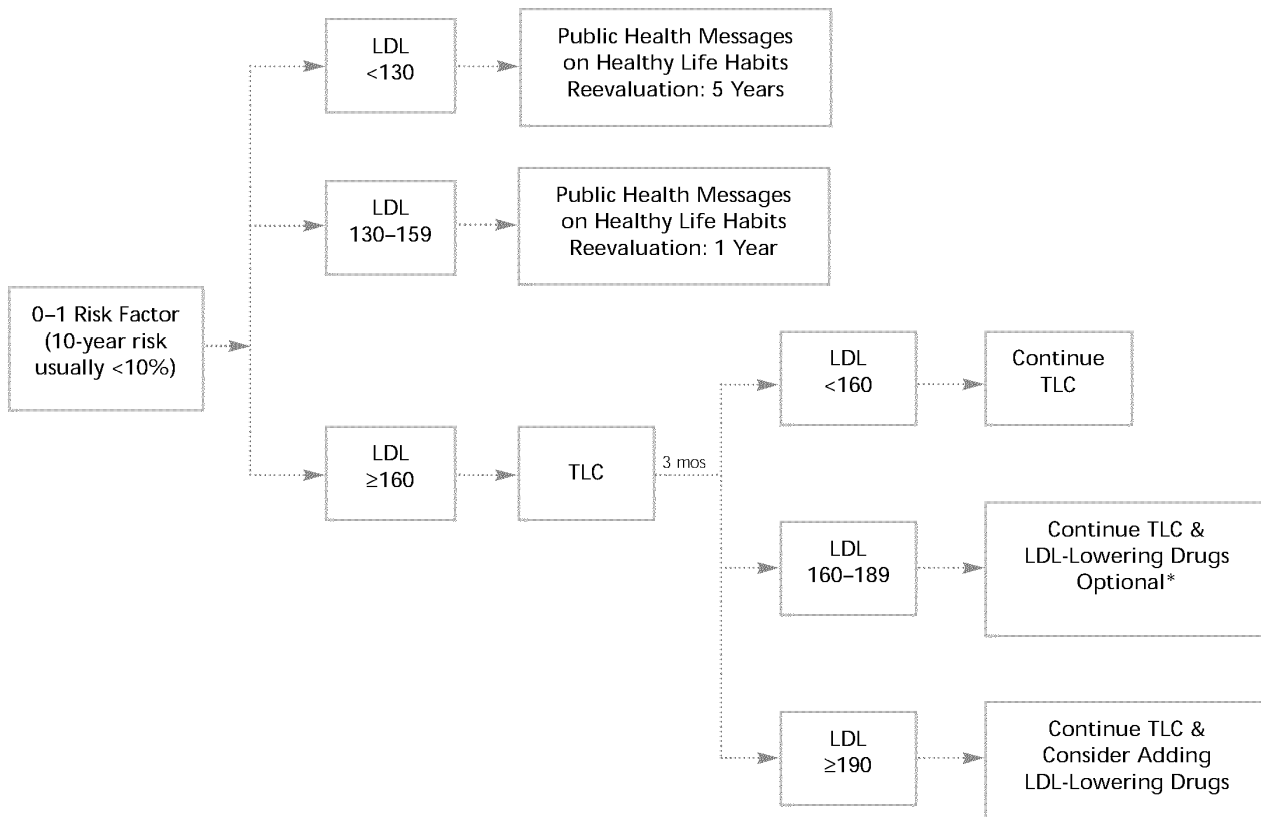 LDL
<130
Public Health Messages
on Healthy Life Habits
Reevaluation: 5 Years
LDL
130–159
Public Health Messages
on Healthy Life Habits
Reevaluation: 1 Year
0–1 Risk Factor
(10-year risk
usually <10%)
LDL
≥160
TLC
3 mos
LDL
<160
Continue
TLC
LDL
160–189
Continue TLC &
LDL-Lowering Drugs
Optional*
LDL
≥190
Continue TLC &
Consider Adding
LDL-Lowering Drugs